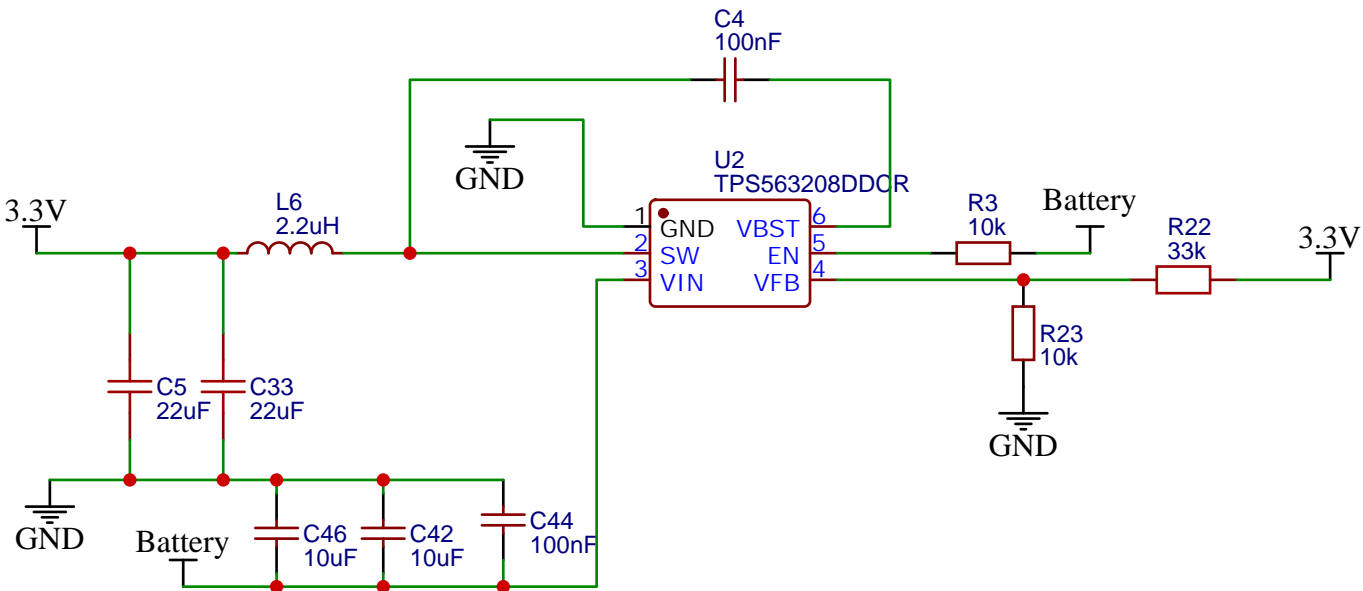 C4
100nF
U2
TPS563208DDCR
GND
3.3V
L6
2.2uH
1
GND
VBST
6
2
SW
EN
5
3
VIN
VFB
4
R3
10k
Battery
R22
33k
3.3V
R23
10k
GND
C5
22uF
C33
22uF
GND
Battery
C46
10uF
C42
10uF
C44
100nF